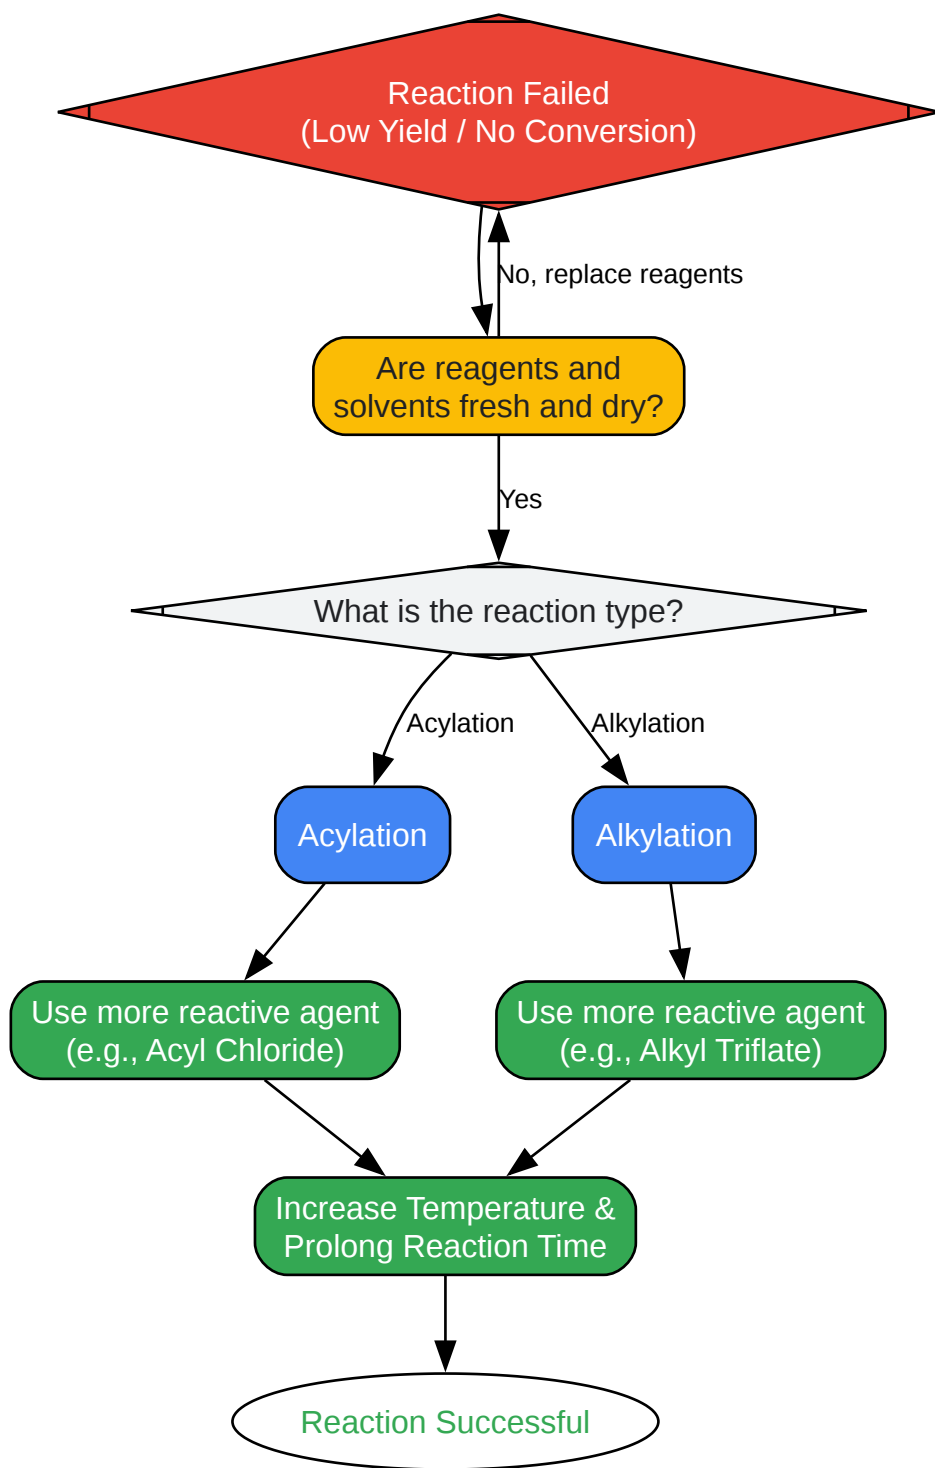 Reaction Failed
(Low Yield / No Conversion)
No, replace reagents
Are reagents and
solvents fresh and dry?
Yes
What is the reaction type?
Acylation
Alkylation
Acylation
Alkylation
Use more reactive agent
(e.g., Acyl Chloride)
Use more reactive agent
(e.g., Alkyl Triflate)
Increase Temperature &
Prolong Reaction Time
Reaction Successful